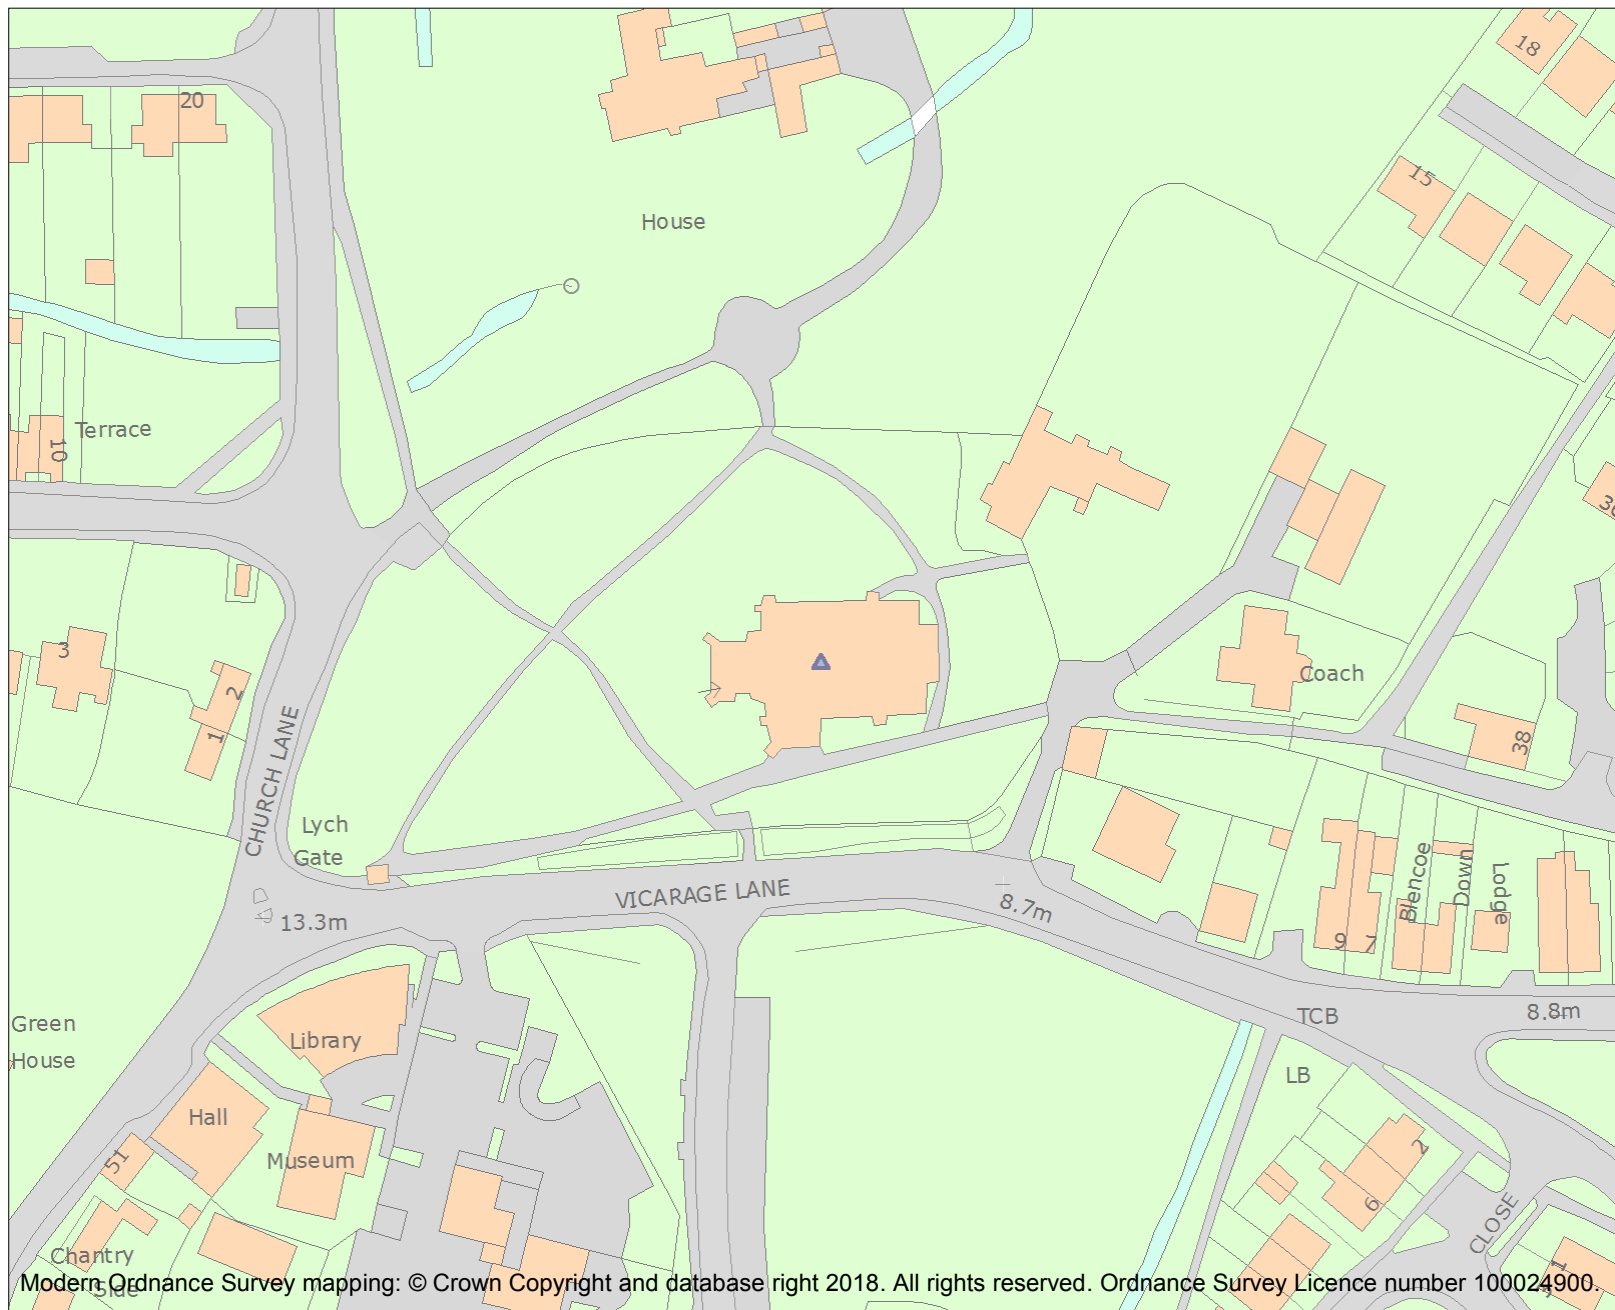 18
20
15
House
Terrace
10
36
3
2
1
Coach
38
CHURCH LANE
Lych
Gate
VICARAGE LANE
13.3m
8.7m
Blencoe
Down
Lodge
9
7
8.8m
TCB
Green
House
Library
LB
Hall
Museum
51
2
6
CLOSE
Chantry
Side
1
Modern Ordnance Survey mapping: © Crown Copyright and database right 2018. All rights reserved. Ordnance Survey Licence number 100024900.